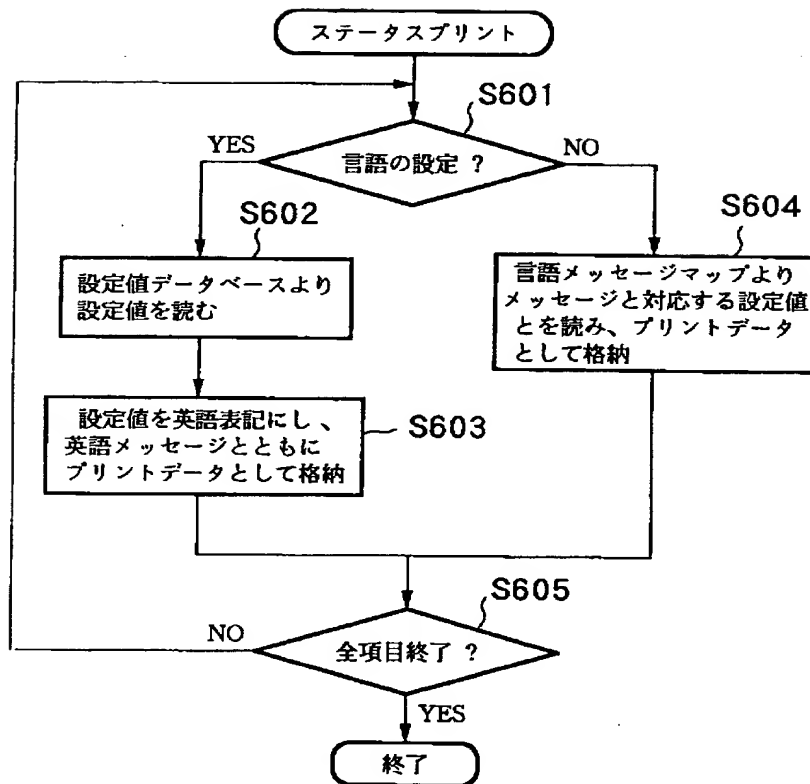 ステータスプリント
S601
YES
言語の設定 ?
NO
S602
S604
設定値データベースより
設定値を読む
言語メッセージマップより
メッセージと対応する設定値
とを読み、プリントデータ
として格納
設定値を英語表記にし、
英語メッセージとともに
プリントデータとして格納
S603
S605
NO
全項目終了 ?
YES
終了